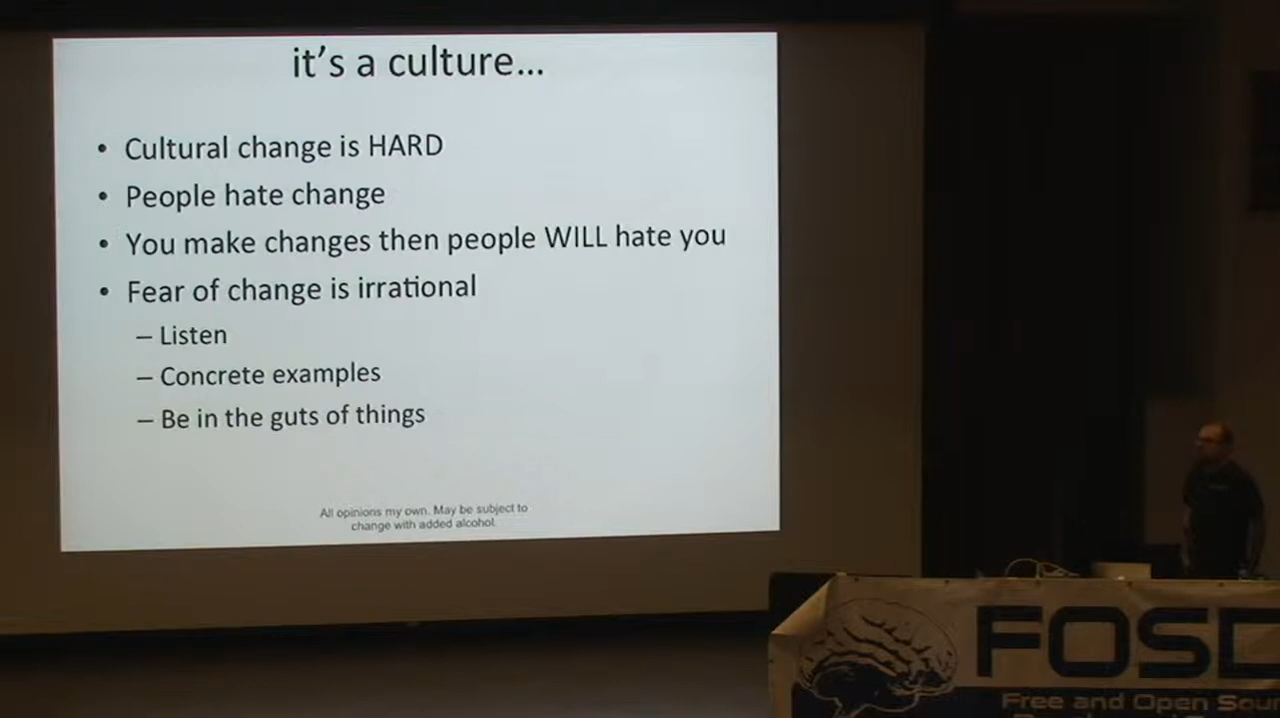 it's a culture...
• Cultural change is HARD
• People hate change
• You make changes then people WILL hate you
• Fear of change is irrational
– Listen
– Concrete examples
– Be in the guts of things
All opinions my own. May be subject to
change with added alcohol.
FOSD
Free and Open Sour